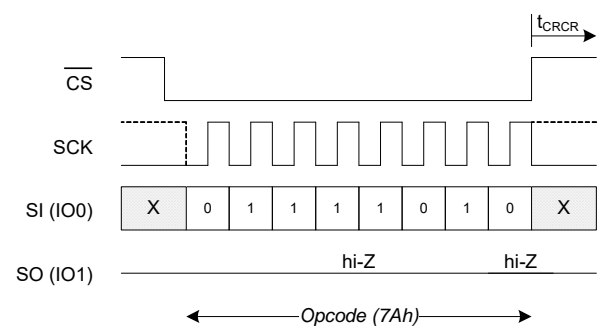 tCRCR
CS
SCK
SI (IO0) X 0 1 1 1 1 0 1 0 X
hi-Z hi-Z
SO (IO1)
Opcode (7Ah)